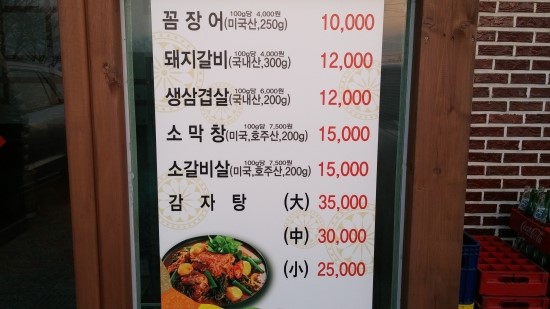 꼼장어 100g당 4,000원 (미국산,250g) 10,000
돼지갈비 100g당 4,000원 (국내산,300g) 12,000
생삼겹살 100g당 6,000원 (국내산,200g) 12,000
소막창 100g당 7,500원 (미국,호주산,200g) 15,000
소갈비살 100g당 7,500원 (미국,호주산,200g) 15,000
감자탕 (大) 35,000
(中) 30,000
(小) 25,000